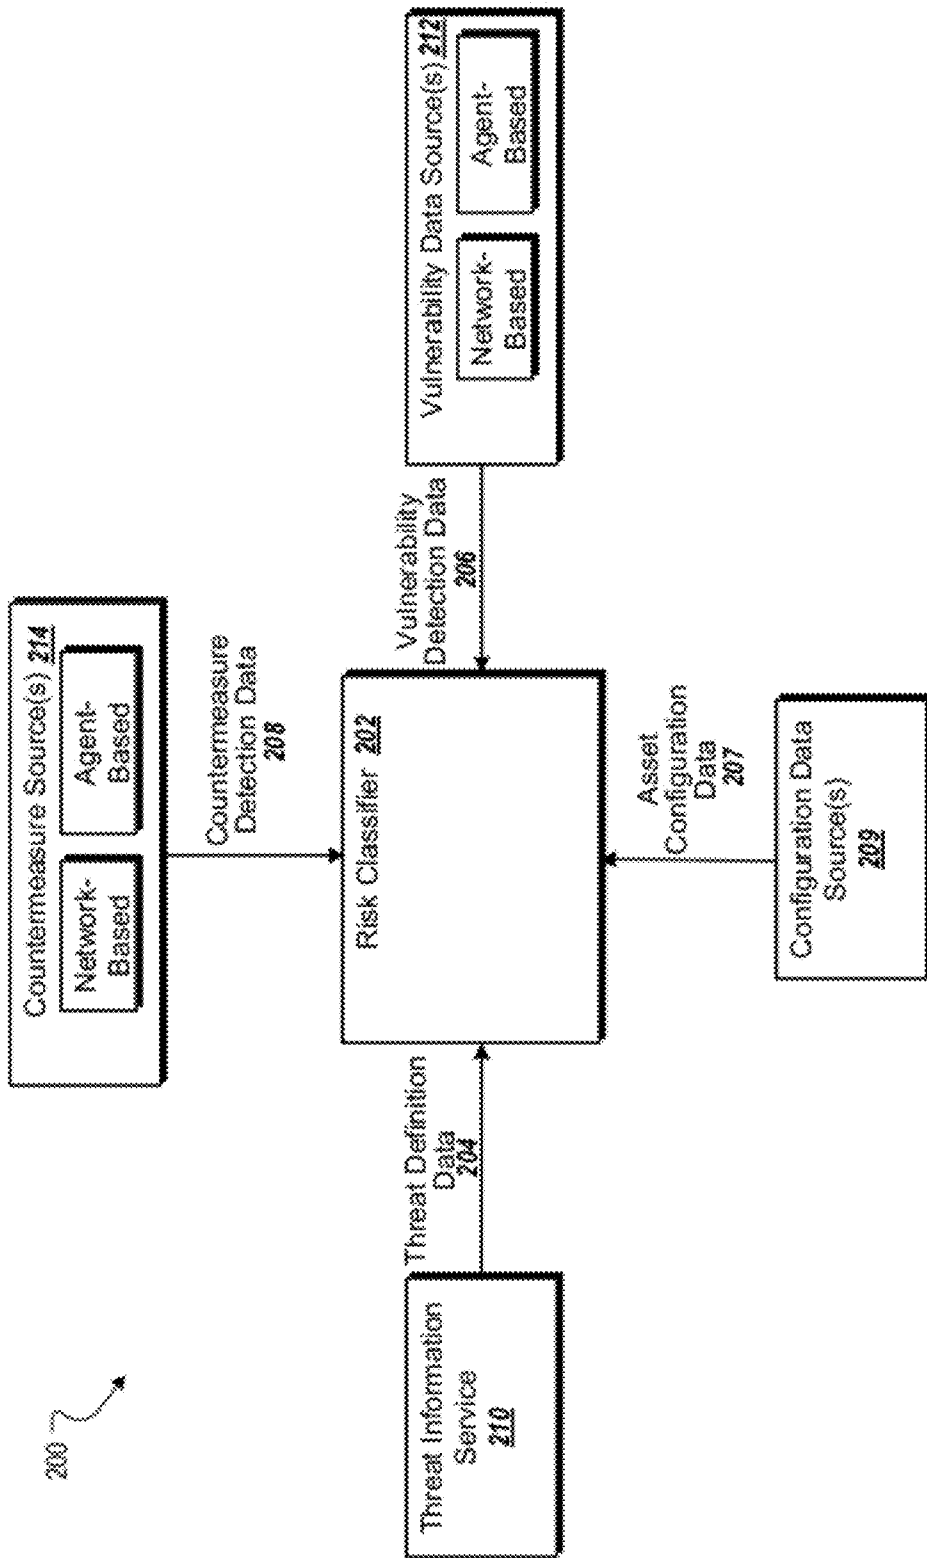 200
Countermeasure Source(s) 214
Network-
Based
Agent-
Based
Countermeasure
Detection Data
208
Threat Information
Service
210
Threat Definition
Data
204
Risk Classifier 202
Vulnerability
Detection Data
206
Vulnerability Data Source(s) 212
Network-
Based
Agent-
Based
Asset
Configuration
Data
207
Configuration Data
Source(s)
209